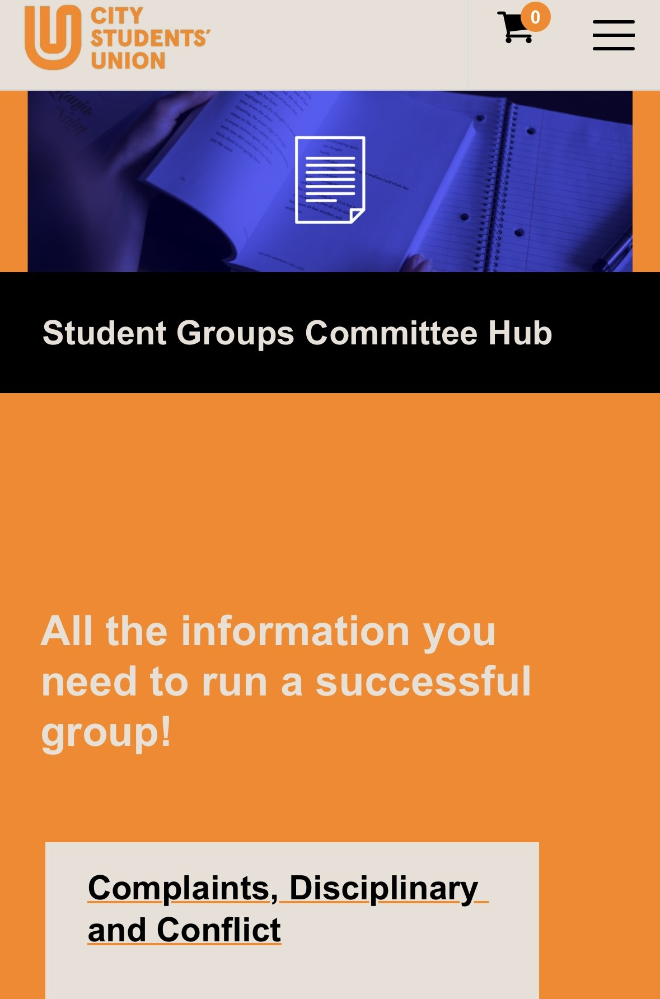 CITY
STUDENTS’
UNION
0
Student Groups Committee Hub
All the information you
need to run a successful
group!
Complaints, Disciplinary
and Conflict